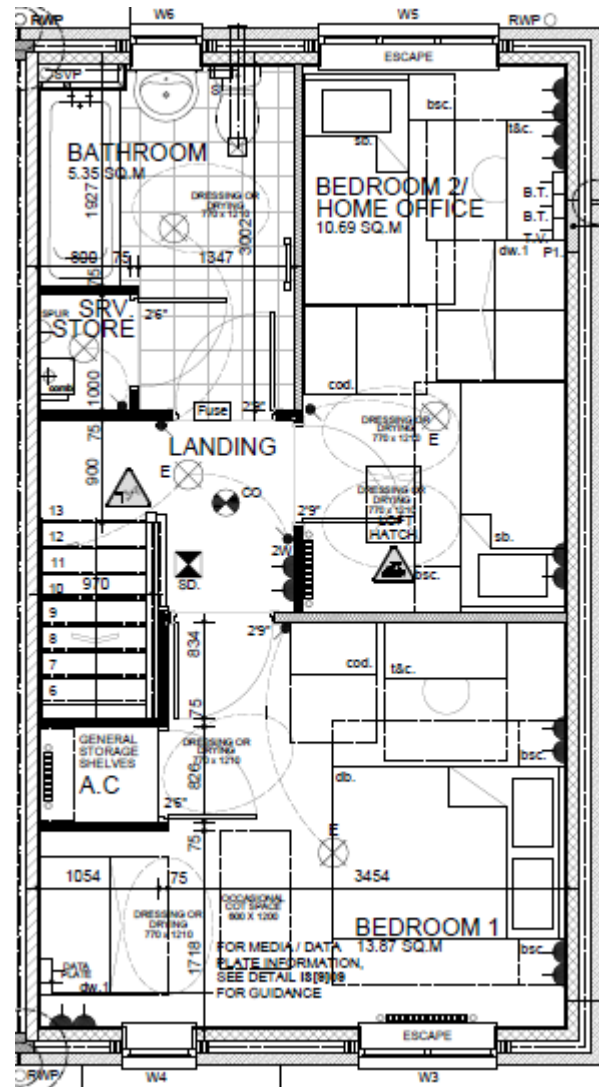 RWP
W6
W5
RWP
ESCAPE
SVP
S
bsc.
t&c.
BATHROOM
5.35 SQ.M
sb.
1927
DRESSING OR
DRYING
770 x 1210
BEDROOM 2/
HOME OFFICE
10.69 SQ.M
B.T.
B.T.
T.V.
P1.
3002
dw.1
800
75
1347
75
SRV.
STORE
SPUR
2'6"
combi
1000
cod.
Fuse
2'9"
DRESSING OR
DRYING
770 x 1210
E
75
LANDING
900
E
CO
DRESSING OR
DRYING
770 x 1210
LOFT
HATCH
2'9"
13
12
11
10
9
8
7
6
2W
sb.
bsc.
SD.
970
834
2'9"
cod.
t&c.
75
GENERAL
STORAGE
SHELVES
A.C
DRESSING OR
DRYING
770 x 1210
826
bsc.
db.
2'6"
75
E
1054
75
3454
OCCASIONAL
COT SPACE
600 X 1200
DRESSING OR
DRYING
770 x 1210
BEDROOM 1
13.87 SQ.M
1718
FOR MEDIA / DATA
PLATE INFORMATION,
SEE DETAIL IS[9]09
FOR GUIDANCE
bsc.
DATA
PLATE
dw.1
ESCAPE
RWP
W4
W3
RWP